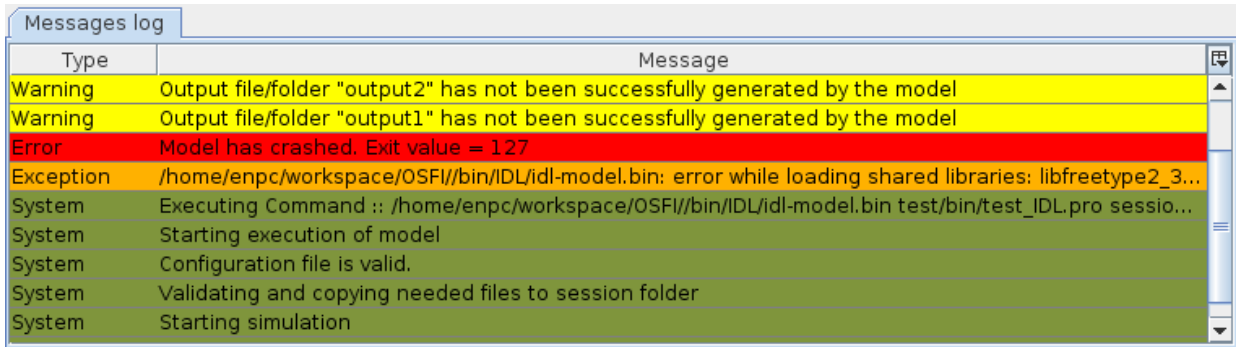 Messages log
Type Message
Warning Output file/folder "output2" has not been successfully generated by the model
Warning Output file/folder "output1" has not been successfully generated by the model
Error Model has crashed. Exit value = 127
Exception /home/enpc/workspace/OSFI//bin/IDL/idl-model.bin: error while loading shared libraries: libfreetype2_3...
System Executing Command :: /home/enpc/workspace/OSFI//bin/IDL/idl-model.bin test/bin/test_IDL.pro sessio...
System Starting execution of model
System Configuration file is valid.
System Validating and copying needed files to session folder
System Starting simulation